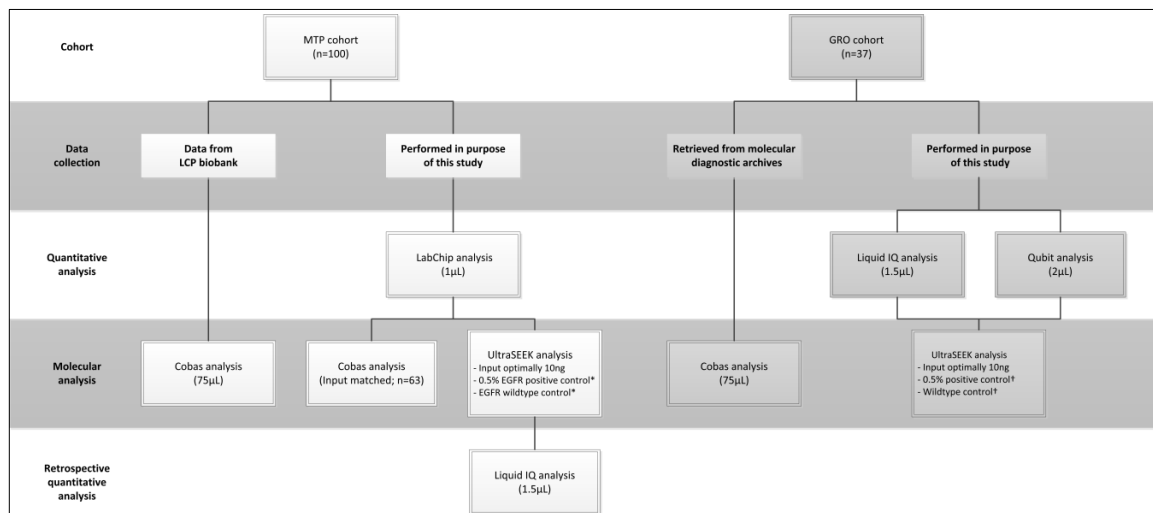 Cohort
MTP cohort
(n=100)
GRO cohort
(n=37)
Data
collection
Data from
LCP biobank
Performed in purpose
of this study
Retrieved from molecular
diagnostic archives
Performed in purpose
of this study
Quantitative
analysis
LabChip analysis
(1µL)
Liquid IQ analysis
(1.5µL)
Qubit analysis
(2µL)
Molecular
analysis
Cobas analysis
(75µL)
Cobas analysis
(Input matched; n=63)
UltraSEEK analysis
- Input optimally 10ng
- 0.5% EGFR positive control*
- EGFR wildtype control*
Cobas analysis
(75µL)
UltraSEEK analysis
- Input optimally 10ng
- 0.5% positive control†
- Wildtype control†
Retrospective
quantitative
analysis
Liquid IQ analysis
(1.5µL)